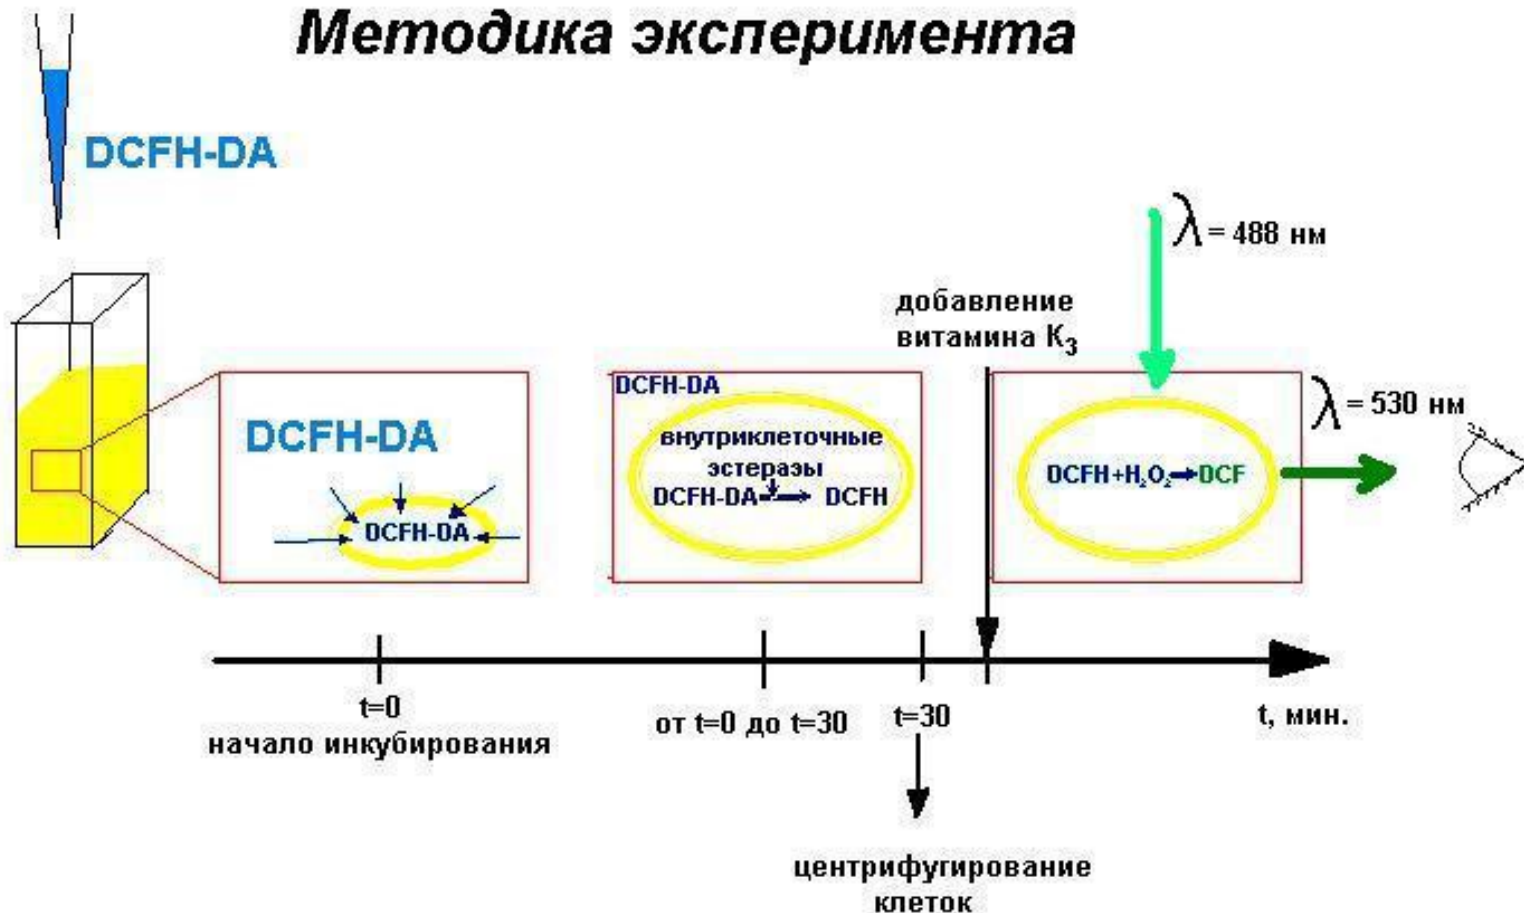 Методика эксперимента
DCFH-DA
λ = 488 нм
добавление
витамина К₃
λ = 530 нм
DCFH-DA
DCFH-DA
DCFH-DA
внутриклеточные
эстеразы
DCFH-DA → DCFH
DCFH+H₂O₂→DCF
t=0
начало инкубирования
от t=0 до t=30
t=30
t, мин.
центрифугирование
клеток